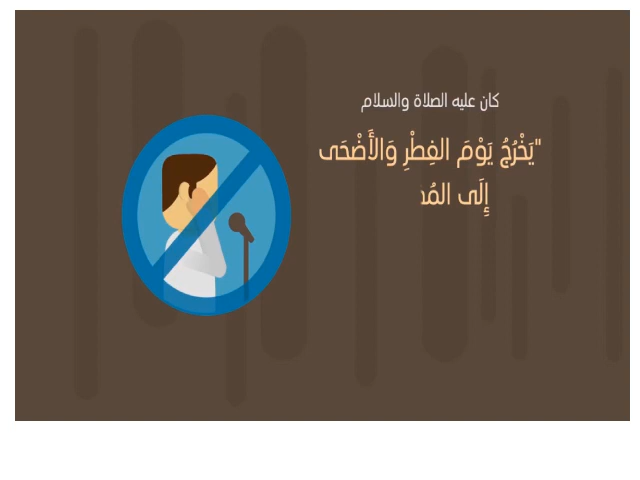 كان عليه الصلاة والسلام
"يَخْرُجُ يَوْمَ الفِطْرِ وَالأَضْحَى
إِلَى المُ